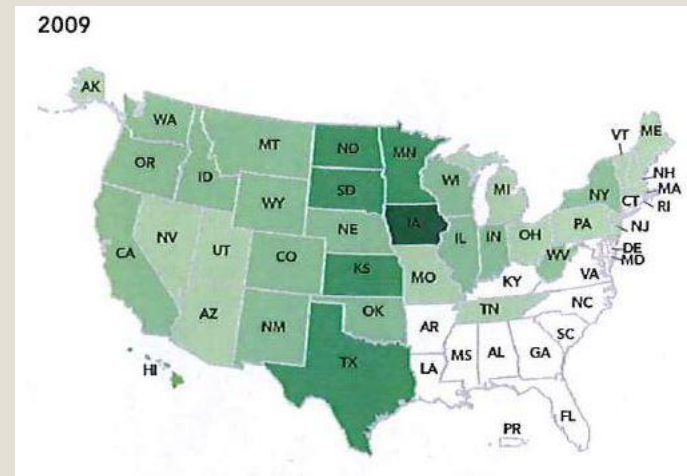 2009
AK
WA
MT
ND
MN
VT
ME
OR
ID
SD
WI
MI
NY
NH
MA
RI
CT
WY
NE
IA
IL
IN
OH
PA
NJ
DE
MD
CA
NV
UT
CO
KS
MO
KY
WV
VA
AZ
NM
OK
AR
TN
NC
SC
HI
TX
LA
MS
AL
GA
FL
PR